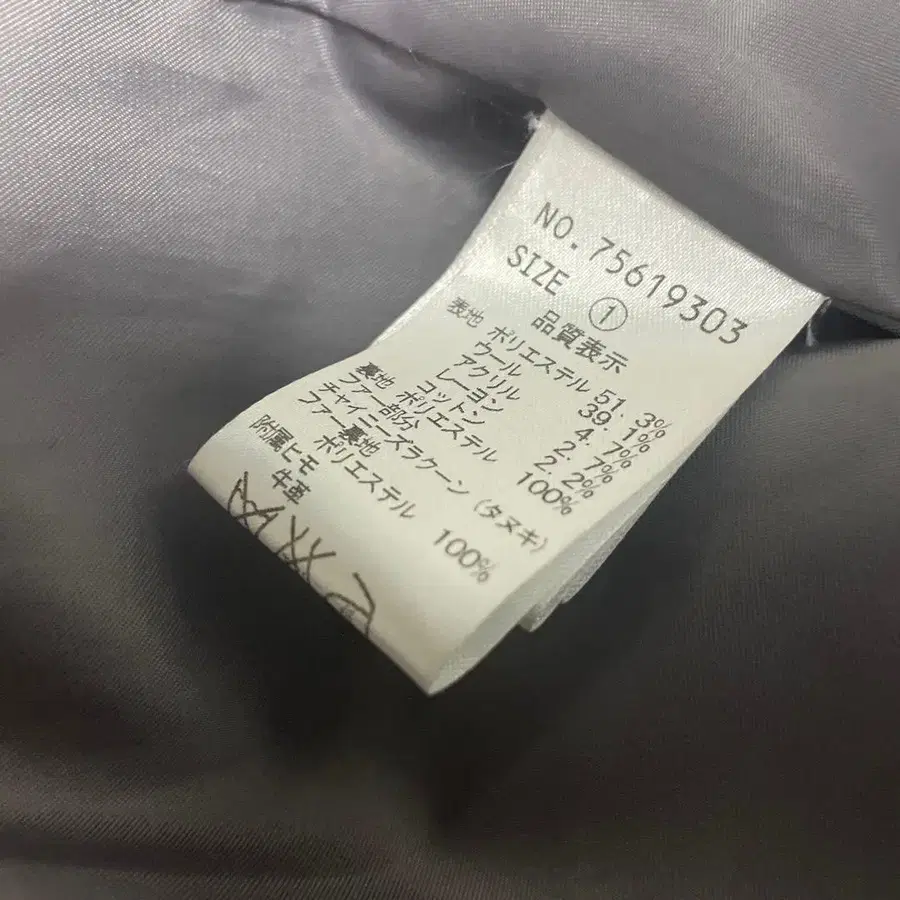 NO.75619303
SIZE ①
品質表示
表地 ポリエステル 51.3%
ウール 39.1%
アクリル 4.7%
レーヨン 2.7%
コットン 2.2%
裏地 ポリエステル 100%
ファー部分
チャイニーズラクーン(タヌキ)
ファー裏地
ポリエステル 100%
附属ヒモ
牛革